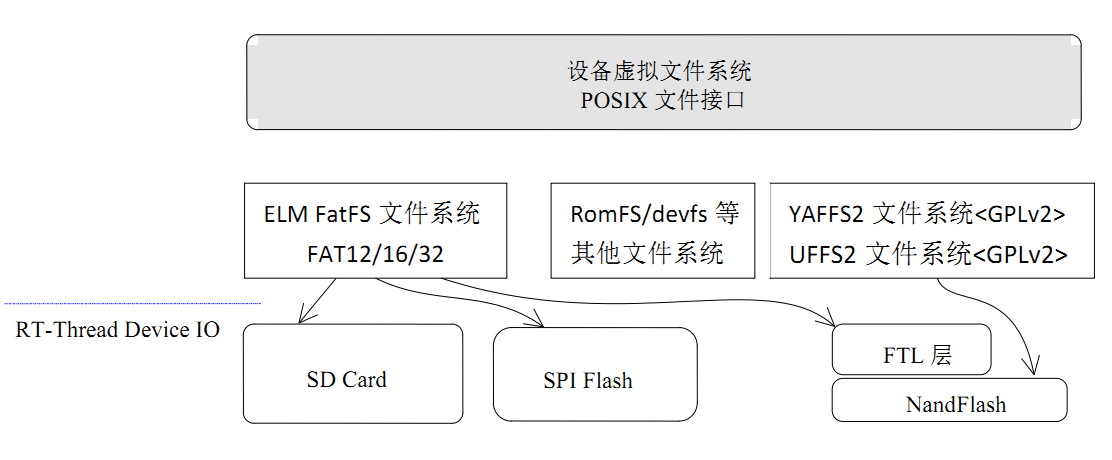 设备虚拟文件系统
POSIX 文件接口
ELM FatFS 文件系统
FAT12/16/32
RomFS/devfs 等
其他文件系统
YAFFS2 文件系统<GPLv2>
UFFS2 文件系统<GPLv2>
RT-Thread Device IO
SD Card
SPI Flash
FTL 层
NandFlash